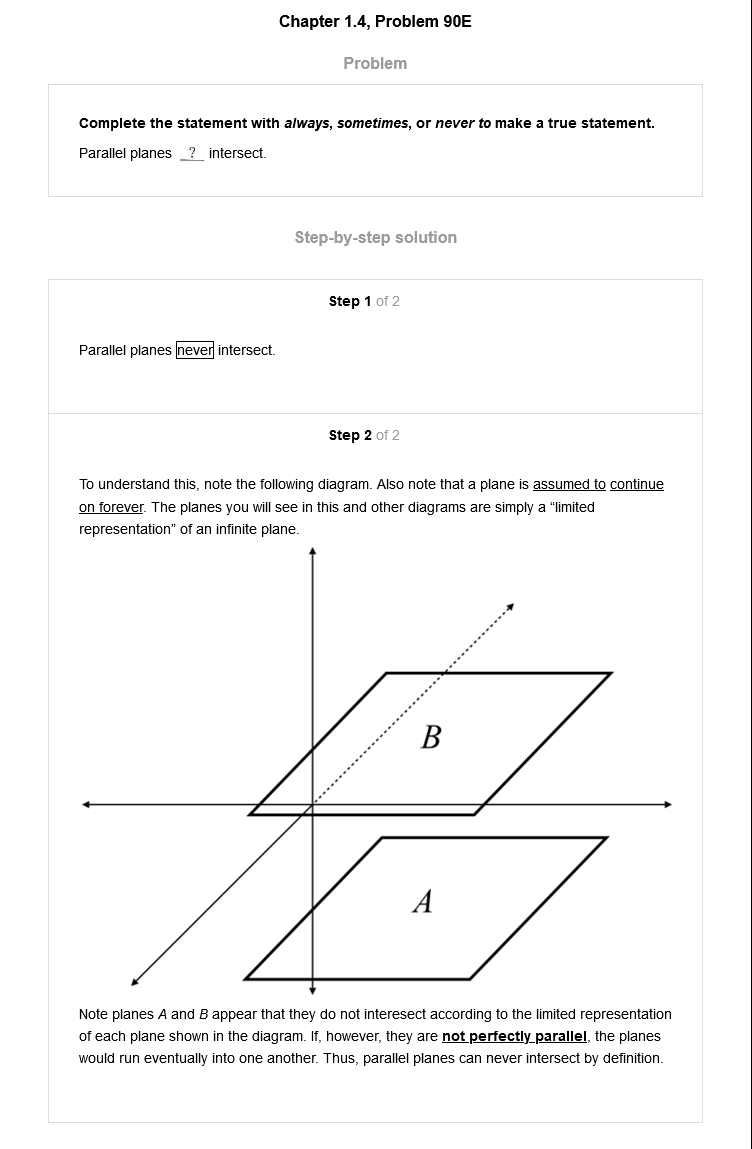 Chapter 1.4, Problem 90E
Problem
Complete the statement with always, sometimes, or never to make a true statement.
Parallel planes ? intersect.
Step-by-step solution
Step 1 of 2
Parallel planes never intersect.
Step 2 of 2
To understand this, note the following diagram. Also note that a plane is assumed to continue
on forever. The planes you will see in this and other diagrams are simply a “limited
representation” of an infinite plane.
B
A
Note planes A and B appear that they do not interesect according to the limited representation
of each plane shown in the diagram. If, however, they are not perfectly parallel, the planes
would run eventually into one another. Thus, parallel planes can never intersect by definition.